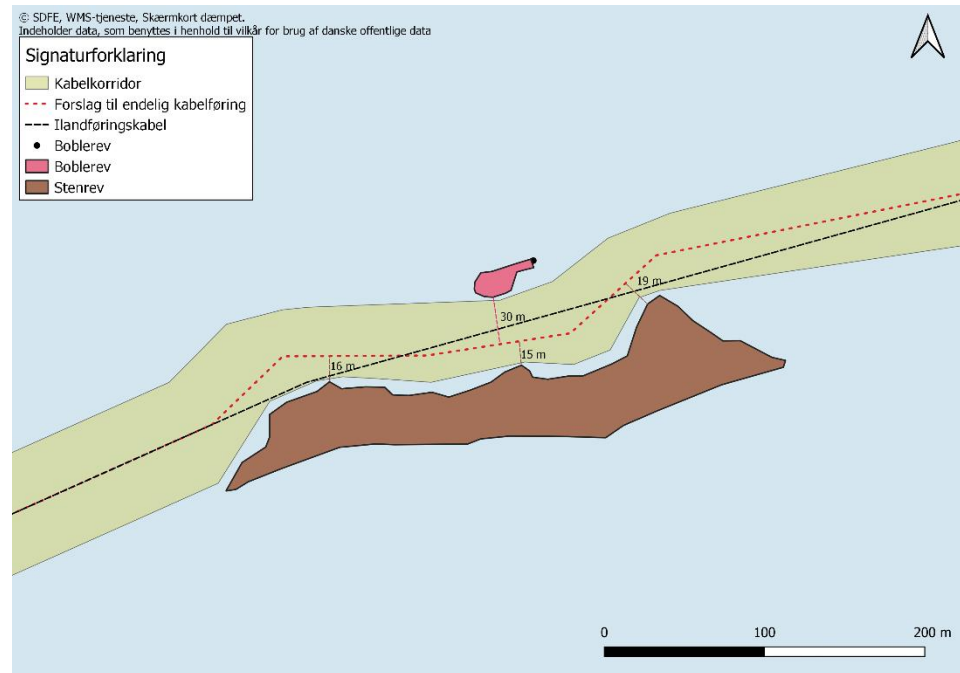 © SDFE, WMS-tjeneste, Skærmkort dæmpet.
Indeholder data, som benyttes i henhold til vilkår for brug af danske offentlige data
Signaturforklaring
Kabelkorridor
Forslag til endelig kabelføring
Ilandføringskabel
Boblerev
Boblerev
Stenrev
19 m
30 m
15 m
16 m
0 100 200 m